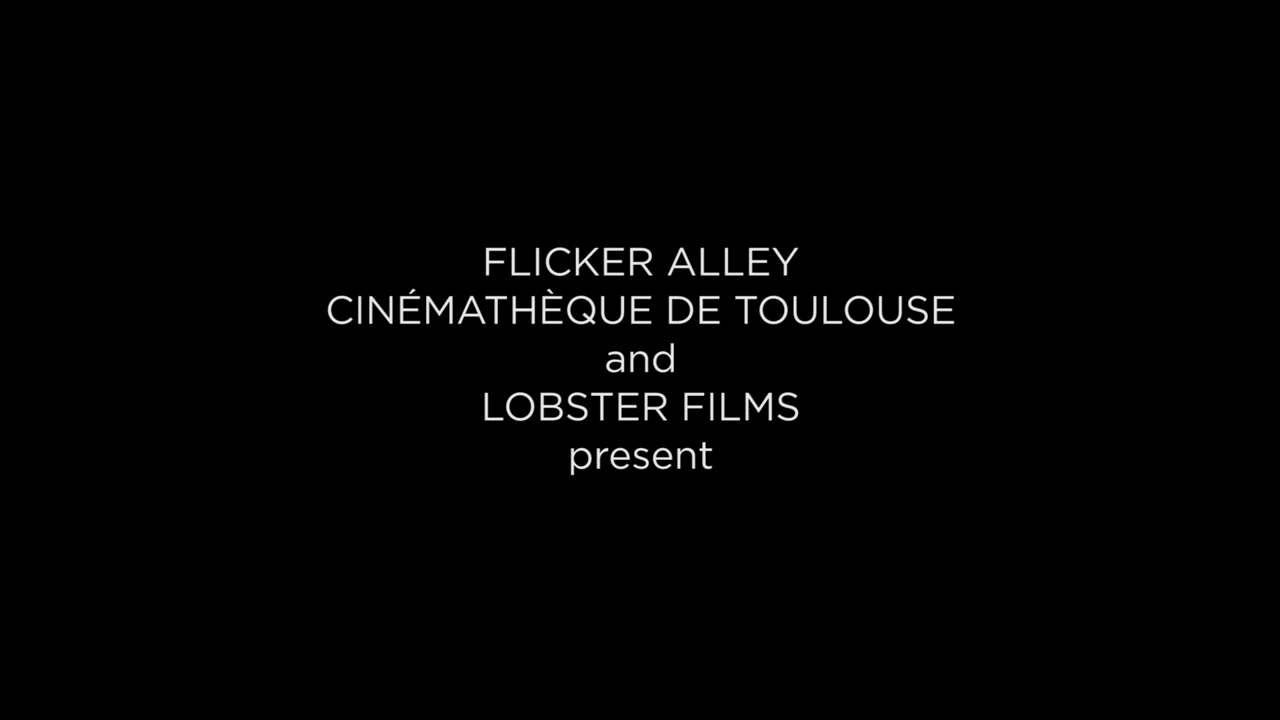 FLICKER ALLEY
CINÉMATHÈQUE DE TOULOUSE
and
LOBSTER FILMS
present